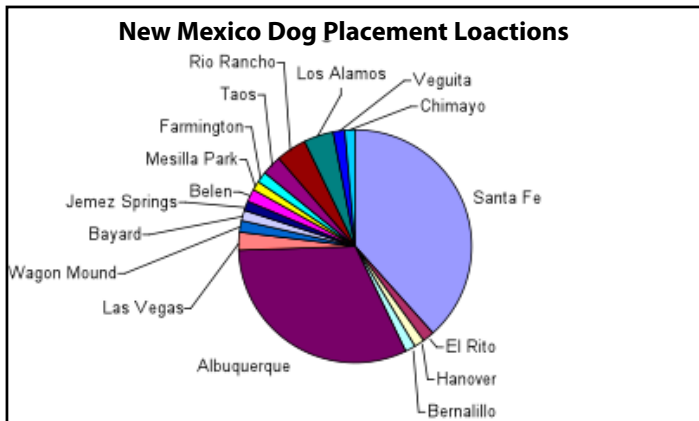 New Mexico Dog Placement Loactions
Rio Rancho
Los Alamos
Veguita
Taos
Chimayo
Farmington
Mesilla Park
Belen
Santa Fe
Jemez Springs
Bayard
Wagon Mound
Las Vegas
El Rito
Albuquerque
Hanover
Bernalillo